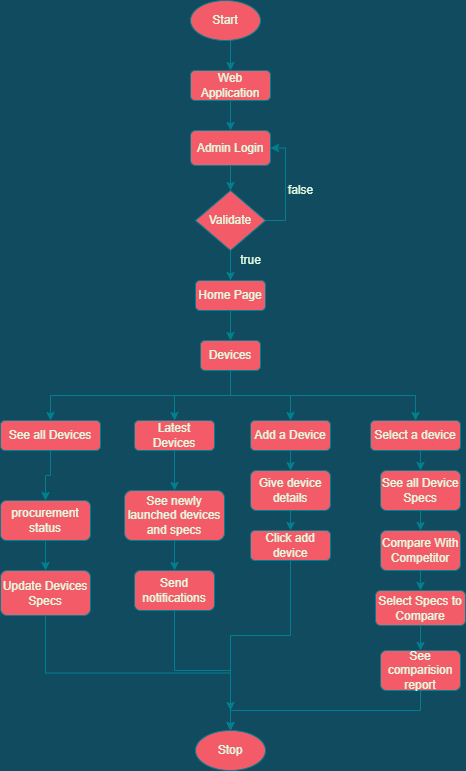 Start
Web
Application
Admin Login
false
Validate
true
Home Page
Devices
See all Devices
Latest
Devices
Add a Device
Select a device
procurement
status
See newly
launched devices
and specs
Give device
details
See all Device
Specs
Click add
device
Compare With
Competitor
Update Devices
Specs
Send
notifications
Select Specs to
Compare
See
comparision
report
Stop